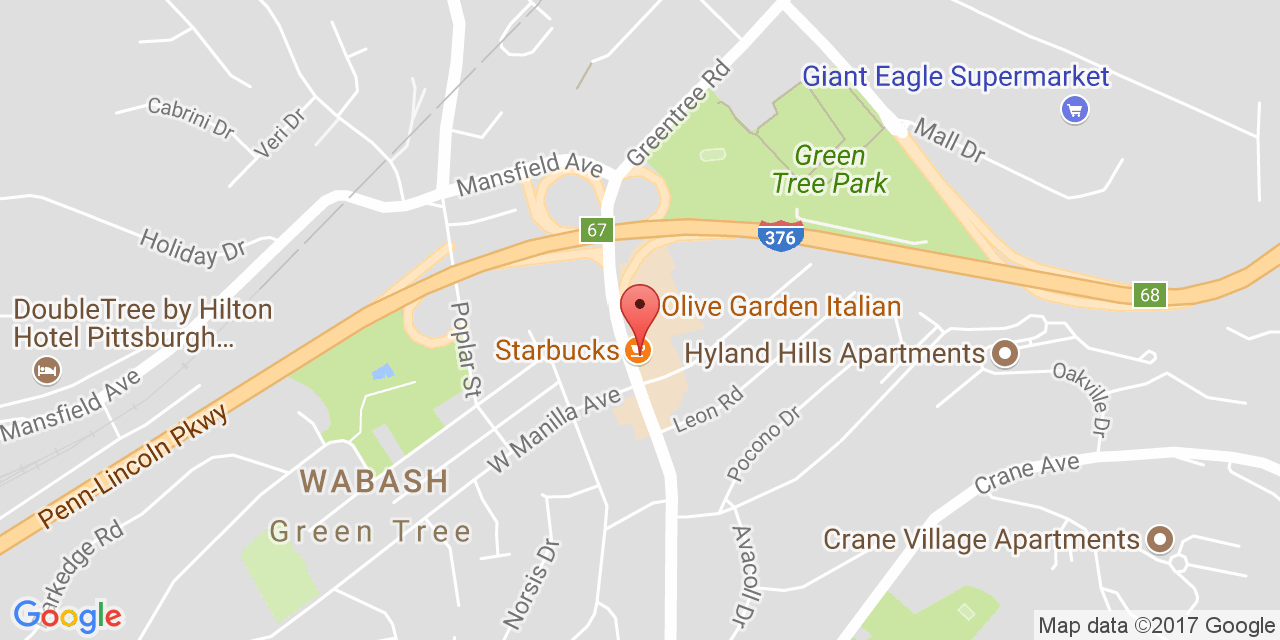 Giant Eagle Supermarket
Greentree Rd
Cabrini Dr
Veri Dr
Mall Dr
Mansfield Ave
Green
Tree Park
67
376
Holiday Dr
68
DoubleTree by Hilton
Hotel Pittsburgh...
Olive Garden Italian
Poplar St
Starbucks
Hyland Hills Apartments
Mansfield Ave
Oakville Dr
Leon Rd
W Manilla Ave
Pocono Dr
Penn-Lincoln Pkwy
WABASH
Crane Ave
Green Tree
Crane Village Apartments
arkedge Rd
Norsis Dr
Avacoll Dr
Google
Map data ©2017 Google